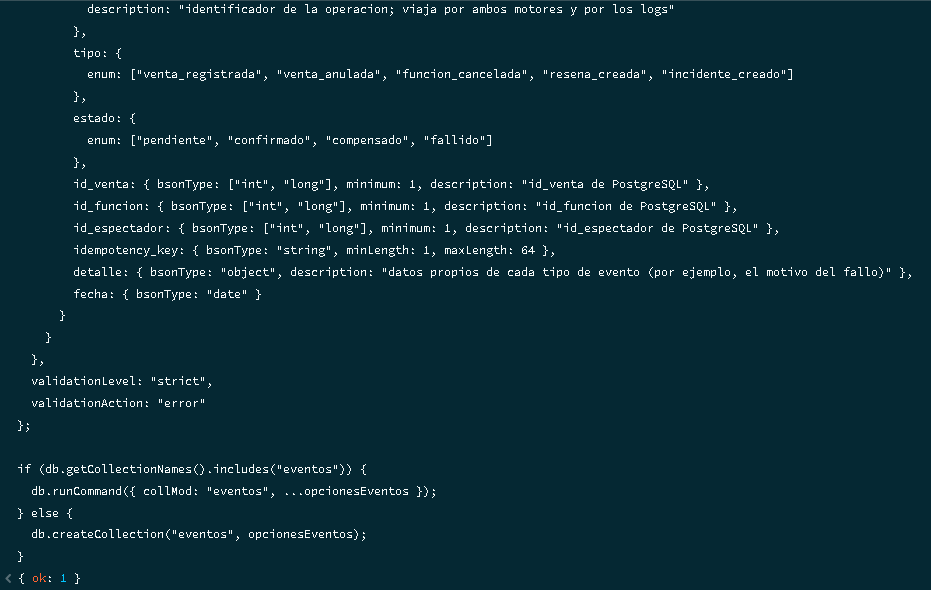 description: "identificador de la operacion; viaja por ambos motores y por los logs"
},
tipo: {
enum: ["venta_registrada", "venta_anulada", "funcion_cancelada", "resena_creada", "incidente_creado"]
},
estado: {
enum: ["pendiente", "confirmado", "compensado", "fallido"]
},
id_venta: { bsonType: ["int", "long"], minimum: 1, description: "id_venta de PostgreSQL" },
id_funcion: { bsonType: ["int", "long"], minimum: 1, description: "id_funcion de PostgreSQL" },
id_espectador: { bsonType: ["int", "long"], minimum: 1, description: "id_espectador de PostgreSQL" },
idempotency_key: { bsonType: "string", minLength: 1, maxLength: 64 },
detalle: { bsonType: "object", description: "datos propios de cada tipo de evento (por ejemplo, el motivo del fallo)" },
fecha: { bsonType: "date" }
}
}
},
validationLevel: "strict",
validationAction: "error"
};
if (db.getCollectionNames().includes("eventos")) {
db.runCommand({ collMod: "eventos", ...opcionesEventos });
} else {
db.createCollection("eventos", opcionesEventos);
}
< { ok: 1 }